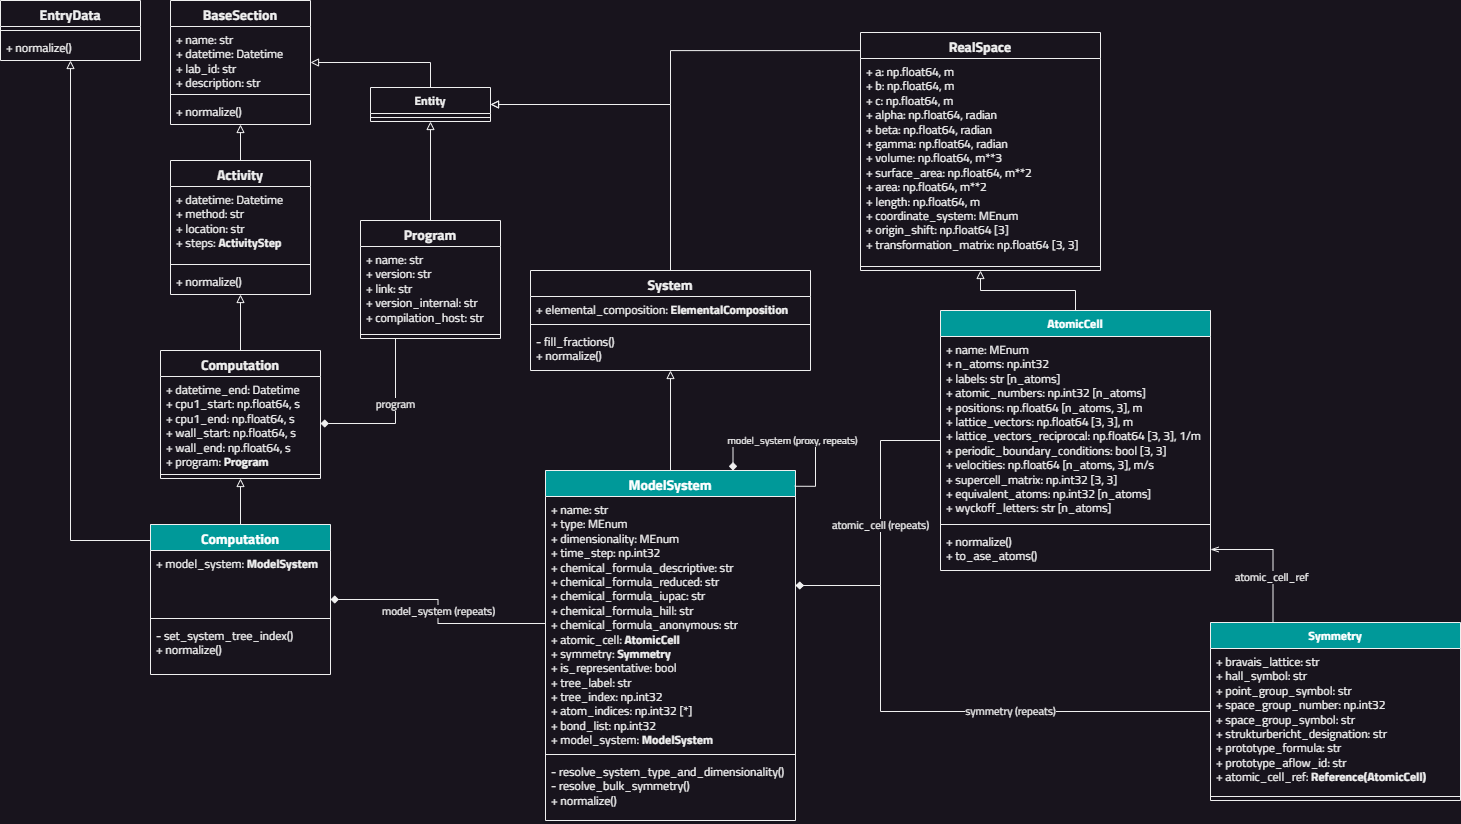 EntryData
+ normalize()
BaseSection
+ name: str
+ datetime: Datetime
+ lab_id: str
+ description: str
+ normalize()
Entity
Activity
+ datetime: Datetime
+ method: str
+ location: str
+ steps: ActivityStep
+ normalize()
Program
+ name: str
+ version: str
+ link: str
+ version_internal: str
+ compilation_host: str
program
Computation
+ datetime_end: Datetime
+ cpu1_start: np.float64, s
+ cpu1_end: np.float64, s
+ wall_start: np.float64, s
+ wall_end: np.float64, s
+ program: Program
Computation
+ model_system: ModelSystem
- set_system_tree_index()
+ normalize()
model_system (repeats)
System
+ elemental_composition: ElementalComposition
- fill_fractions()
+ normalize()
model_system (proxy, repeats)
ModelSystem
+ name: str
+ type: MEnum
+ dimensionality: MEnum
+ time_step: np.int32
+ chemical_formula_descriptive: str
+ chemical_formula_reduced: str
+ chemical_formula_iupac: str
+ chemical_formula_hill: str
+ chemical_formula_anonymous: str
+ atomic_cell: AtomicCell
+ symmetry: Symmetry
+ is_representative: bool
+ tree_label: str
+ tree_index: np.int32
+ atom_indices: np.int32 [*]
+ bond_list: np.int32
+ model_system: ModelSystem
- resolve_system_type_and_dimensionality()
- resolve_bulk_symmetry()
+ normalize()
RealSpace
+ a: np.float64, m
+ b: np.float64, m
+ c: np.float64, m
+ alpha: np.float64, radian
+ beta: np.float64, radian
+ gamma: np.float64, radian
+ volume: np.float64, m**3
+ surface_area: np.float64, m**2
+ area: np.float64, m**2
+ length: np.float64, m
+ coordinate_system: MEnum
+ origin_shift: np.float64 [3]
+ transformation_matrix: np.float64 [3, 3]
AtomicCell
+ name: MEnum
+ n_atoms: np.int32
+ labels: str [n_atoms]
+ atomic_numbers: np.int32 [n_atoms]
+ positions: np.float64 [n_atoms, 3], m
+ lattice_vectors: np.float64 [3, 3], m
+ lattice_vectors_reciprocal: np.float64 [3, 3], 1/m
+ periodic_boundary_conditions: bool [3, 3]
+ velocities: np.float64 [n_atoms, 3], m/s
+ supercell_matrix: np.int32 [3, 3]
+ equivalent_atoms: np.int32 [n_atoms]
+ wyckoff_letters: str [n_atoms]
+ normalize()
+ to_ase_atoms()
atomic_cell (repeats)
atomic_cell_ref
symmetry (repeats)
Symmetry
+ bravais_lattice: str
+ hall_symbol: str
+ point_group_symbol: str
+ space_group_number: np.int32
+ space_group_symbol: str
+ strukturbericht_designation: str
+ prototype_formula: str
+ prototype_aflow_id: str
+ atomic_cell_ref: Reference(AtomicCell)